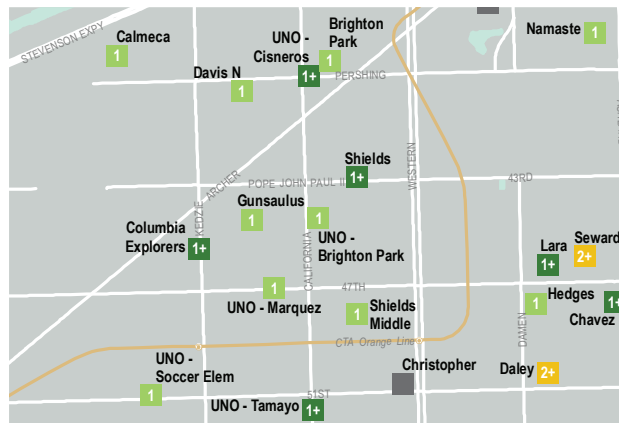 STEVENSON EXPY
Calmeca
1
UNO -
Cisneros
1+
Brighton
Park
1
Namaste
1
Davis N
1
PERSHING
Shields
1+
POPE JOHN PAUL II
43RD
ARCHER
KEDZIE
WESTERN
Gunsaulus
1
UNO -
Brighton Park
1
CALIFORNIA
Columbia
Explorers
1+
Lara
1+
Seward
2+
47TH
UNO - Marquez
1
Shields
Middle
1
Hedges
1
Chavez
1+
DAMEN
CTA Orange Line
UNO -
Soccer Elem
1
Christopher
Daley
2+
51ST
UNO - Tamayo
1+